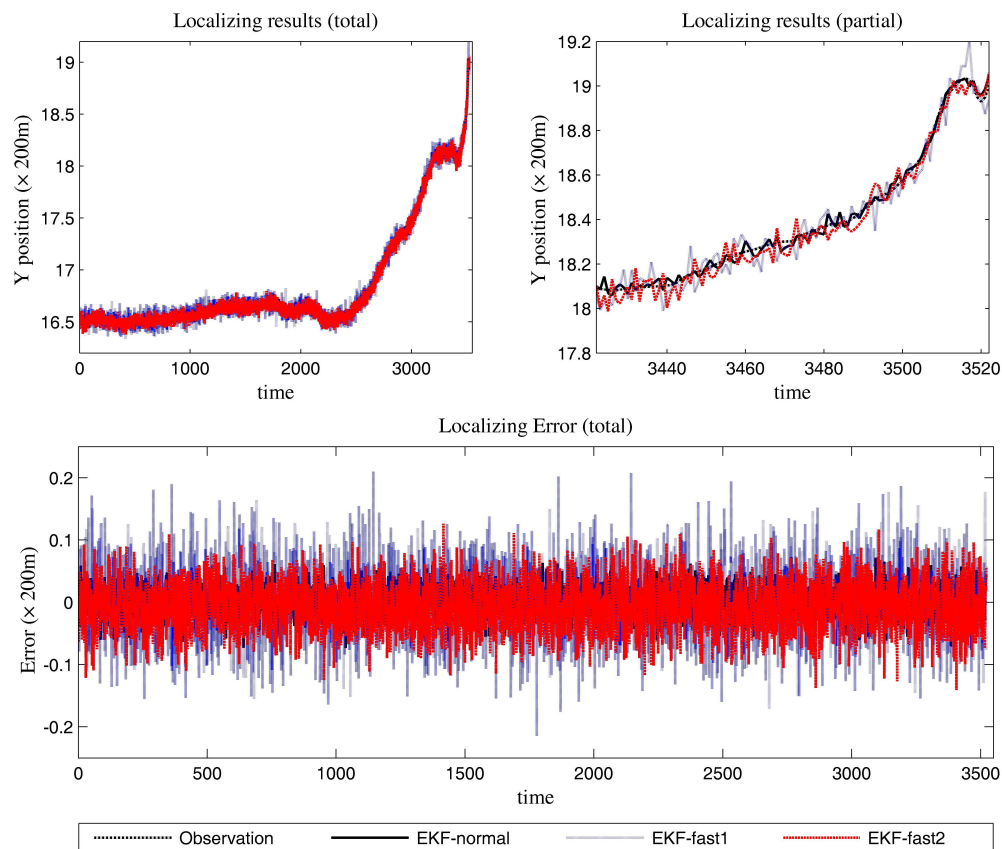 Localizing results (total)
Y position (× 200m)
19
18.5
18
17.5
17
16.5
0
1000
2000
3000
time
Localizing results (partial)
Y position (× 200m)
19.2
19
18.8
18.6
18.4
18.2
18
17.8
3440
3460
3480
3500
3520
time
Localizing Error (total)
Error (× 200m)
0.2
0.1
0
-0.1
-0.2
0
500
1000
1500
2000
2500
3000
3500
time
Observation
EKF-normal
EKF-fast1
EKF-fast2